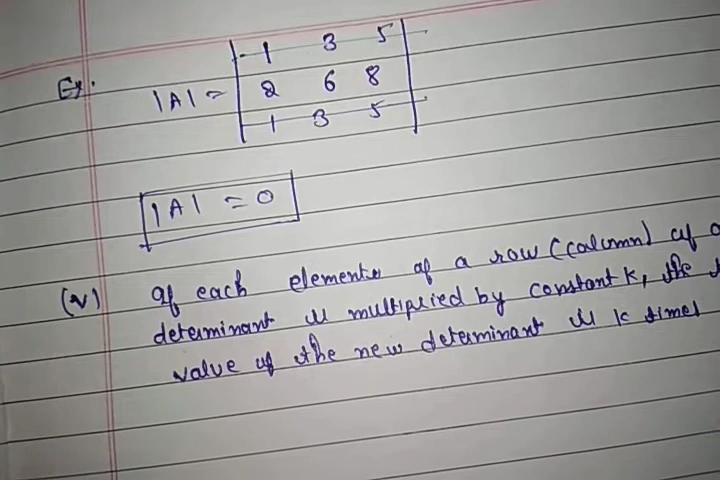 Ex. |A| = | 1 3 5 |
| 2 6 8 |
| 1 3 5 |
|A| = 0
(v) If each elements of a row (column) of a
determinant is multiplied by constant k, the
value of the new determinant is k times